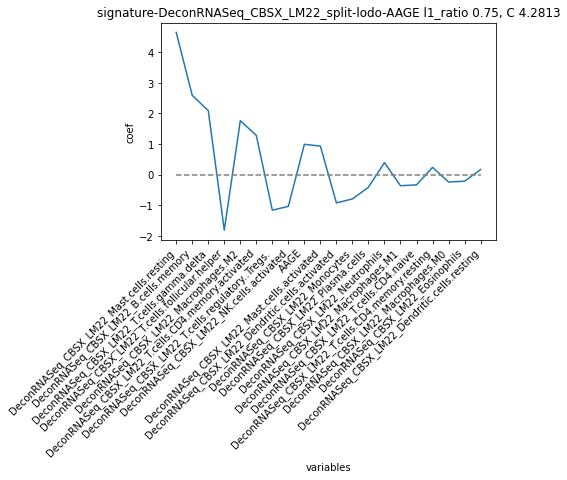 signature-DeconRNASeq_CBSX_LM22_split-lodo-AAGE l1_ratio 0.75, C 4.2813
4
3
2
1
0
−1
−2
coef
DeconRNASeq_CBSX_LM22_Mast.cells.resting
DeconRNASeq_CBSX_LM22_B.cells.memory
DeconRNASeq_CBSX_LM22_T.cells.gamma.delta
DeconRNASeq_CBSX_LM22_T.cells.follicular.helper
DeconRNASeq_CBSX_LM22_Macrophages.M2
DeconRNASeq_CBSX_LM22_T.cells.CD4.memory.activated
DeconRNASeq_CBSX_LM22_T.cells.regulatory..Tregs.
DeconRNASeq_CBSX_LM22_NK.cells.activated
AAGE
DeconRNASeq_CBSX_LM22_Mast.cells.activated
DeconRNASeq_CBSX_LM22_Dendritic.cells.activated
DeconRNASeq_CBSX_LM22_Monocytes
DeconRNASeq_CBSX_LM22_Plasma.cells
DeconRNASeq_CBSX_LM22_Neutrophils
DeconRNASeq_CBSX_LM22_Macrophages.M1
DeconRNASeq_CBSX_LM22_T.cells.CD4.naive
DeconRNASeq_CBSX_LM22_T.cells.CD4.memory.resting
DeconRNASeq_CBSX_LM22_Macrophages.M0
DeconRNASeq_CBSX_LM22_Eosinophils
DeconRNASeq_CBSX_LM22_Dendritic.cells.resting
variables